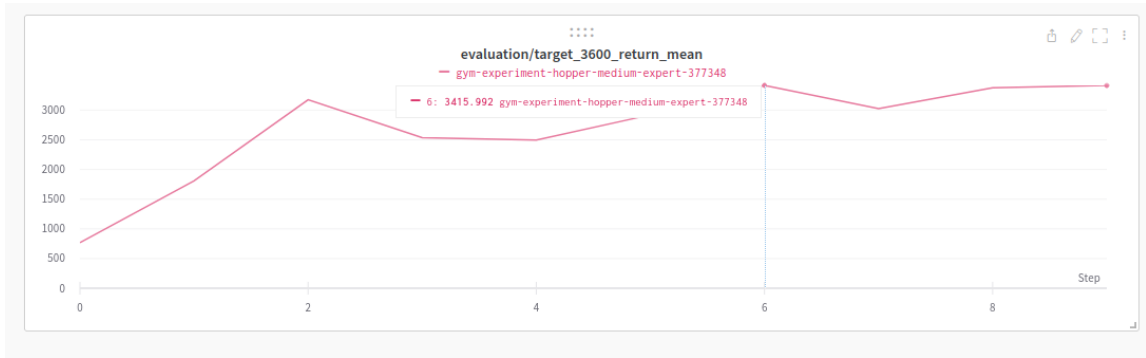 evaluation/target_3600_return_mean
gym-experiment-hopper-medium-expert-377348
6: 3415.992 gym-experiment-hopper-medium-expert-377348
3000
2500
2000
1500
1000
500
0
Step
0 2 4 6 8